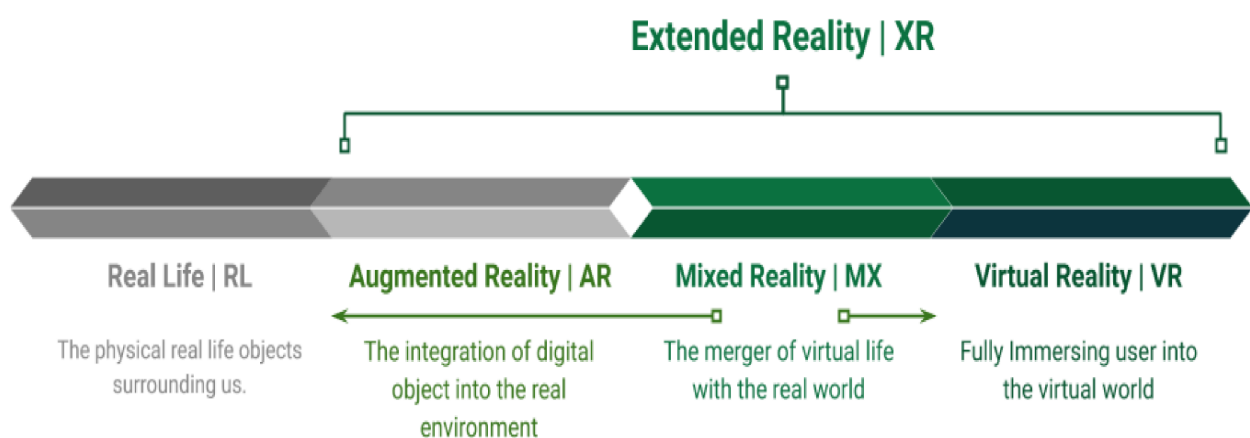 Extended Reality | XR
Real Life | RL
Augmented Reality | AR
Mixed Reality | MX
Virtual Reality | VR
The physical real life objects
surrounding us.
The integration of digital
object into the real
environment
The merger of virtual life
with the real world
Fully Immersing user into
the virtual world